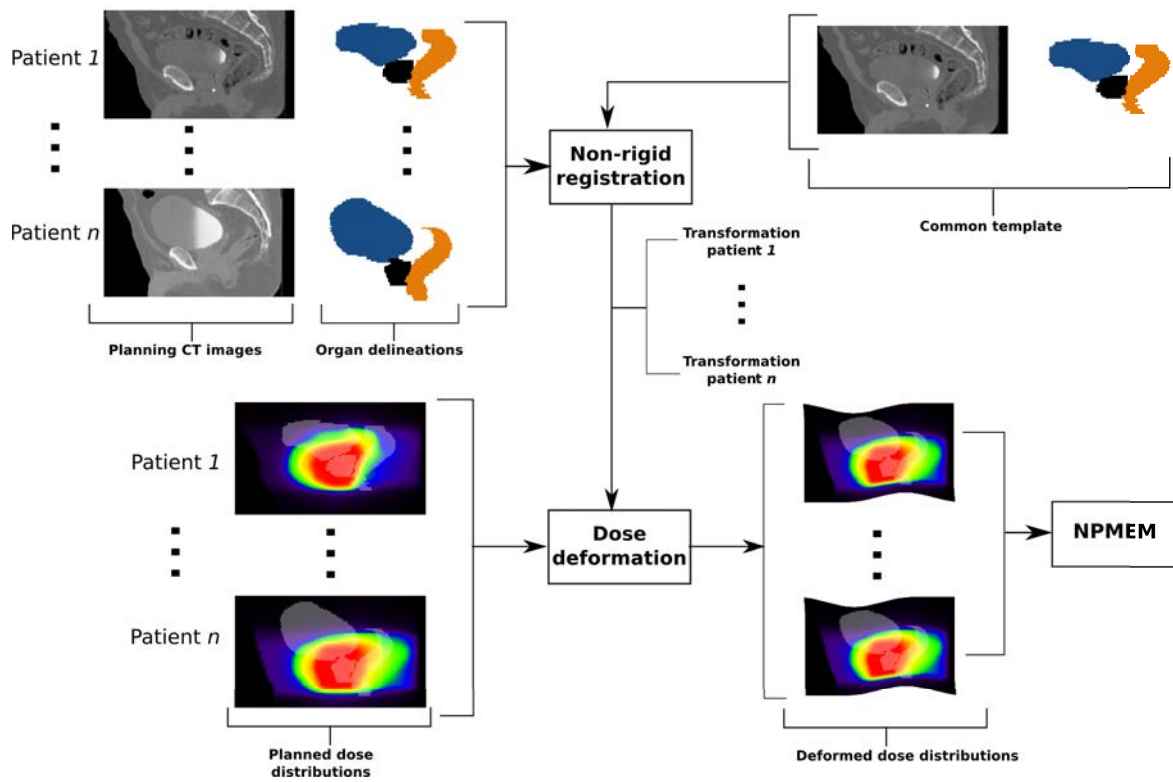 Patient 1
Non-rigid
registration
Patient n
Common template
Transformation
patient 1
Planning CT images
Organ delineations
Transformation
patient n
Patient 1
Dose
deformation
NPMEM
Patient n
Planned dose
distributions
Deformed dose distributions